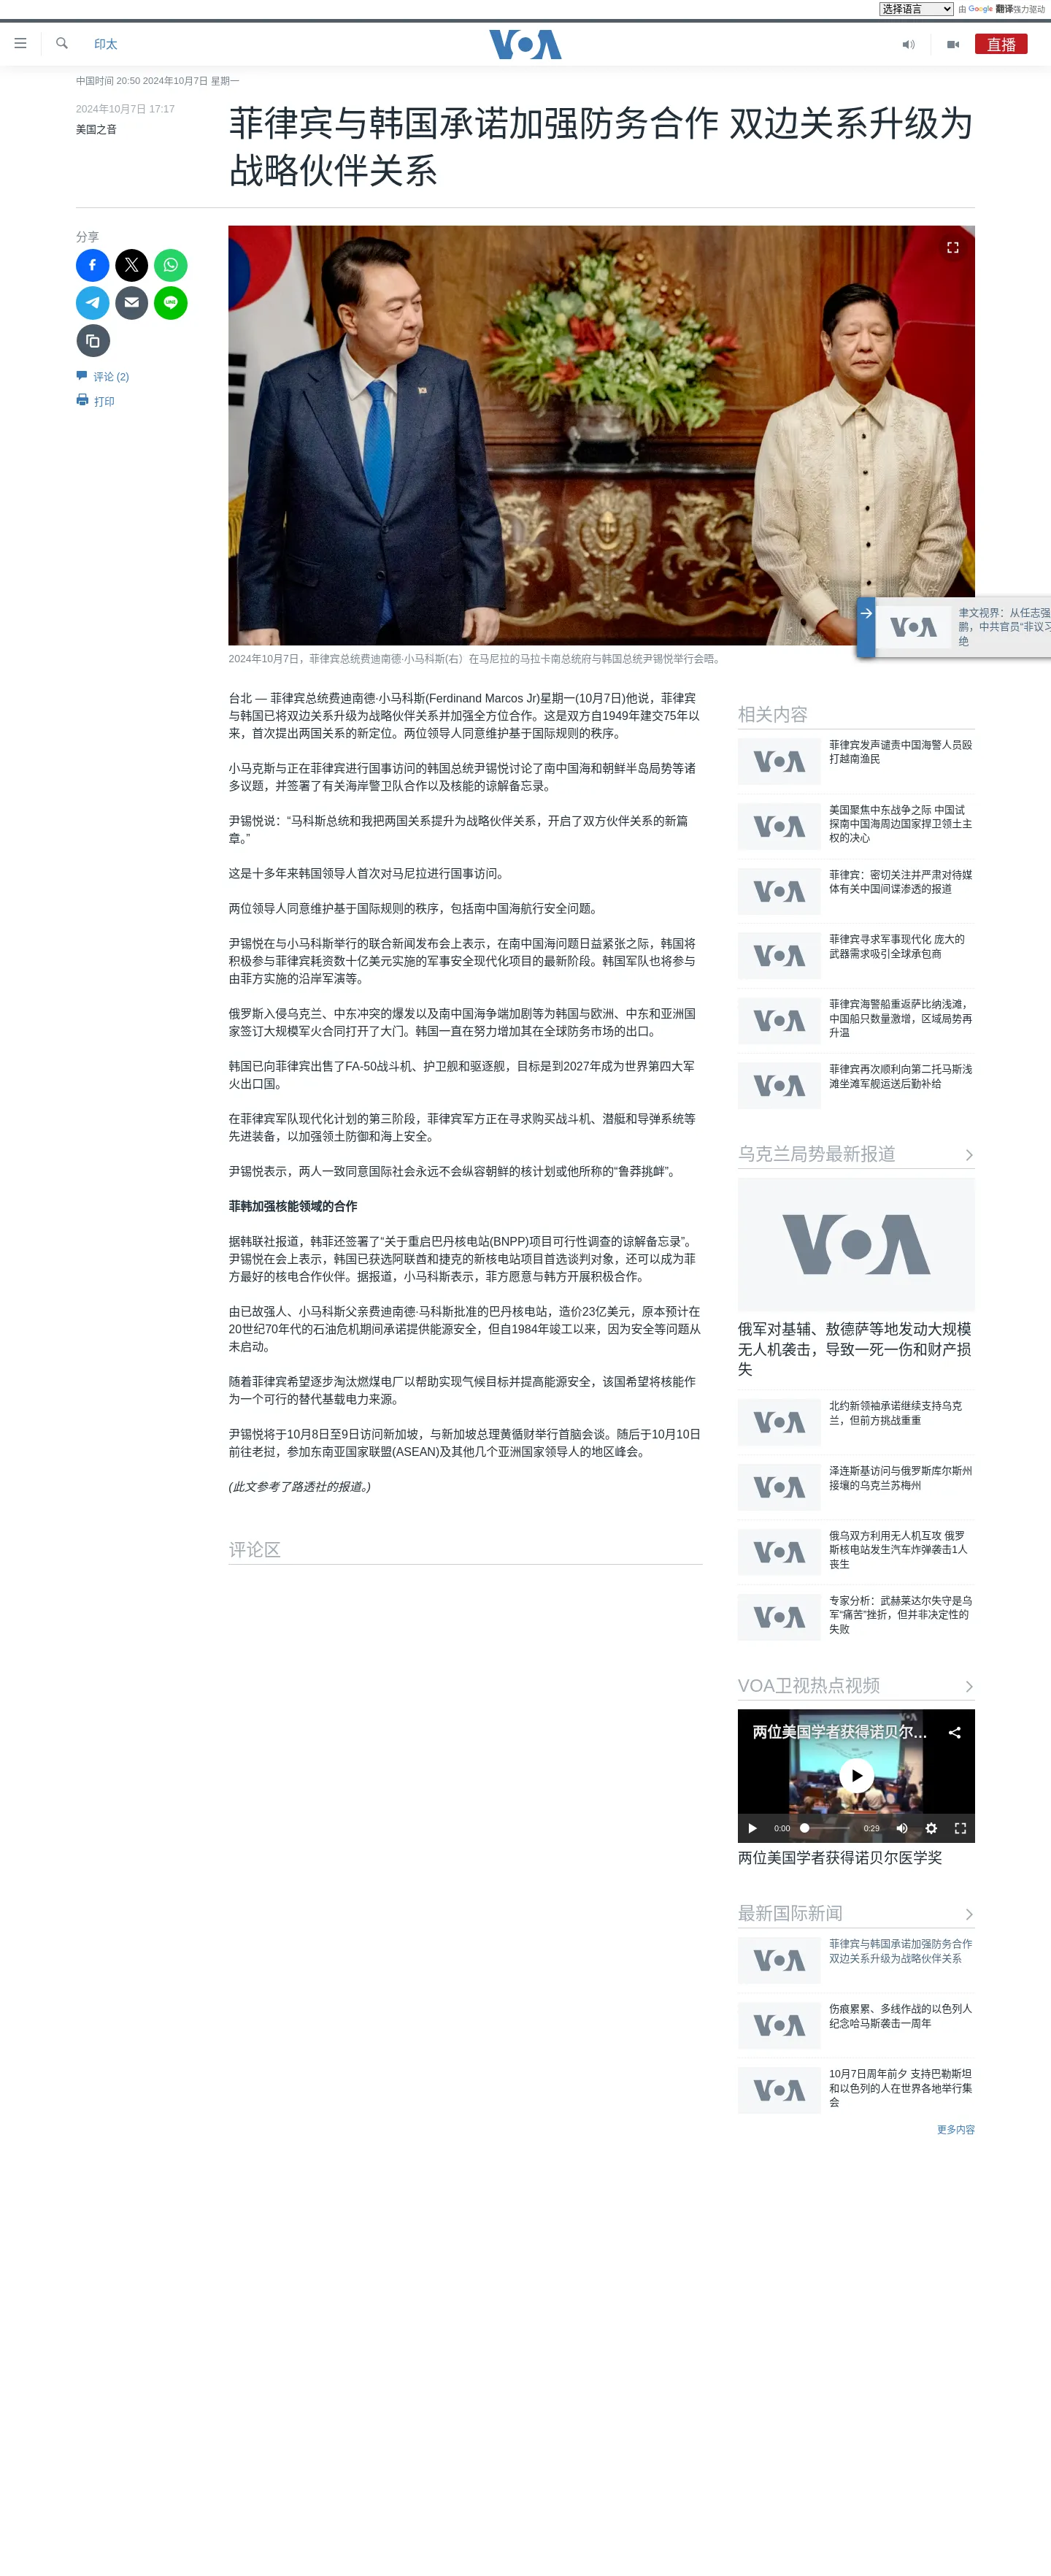 选择语言 由 Google 翻译强力驱动
印太
VOA
直播
中国时间 20:50 2024年10月7日 星期一
2024年10月7日 17:17
美国之音
菲律宾与韩国承诺加强防务合作 双边关系升级为
战略伙伴关系
分享
评论 (2)
打印
2024年10月7日，菲律宾总统费迪南德·小马科斯(右）在马尼拉的马拉卡南总统府与韩国总统尹锡悦举行会晤。
聿文视界：从任志强
鹏，中共官员“非议习
绝
台北 — 菲律宾总统费迪南德·小马科斯(Ferdinand Marcos Jr)星期一(10月7日)他说，菲律宾
与韩国已将双边关系升级为战略伙伴关系并加强全方位合作。这是双方自1949年建交75年以
来，首次提出两国关系的新定位。两位领导人同意维护基于国际规则的秩序。
小马克斯与正在菲律宾进行国事访问的韩国总统尹锡悦讨论了南中国海和朝鲜半岛局势等诸
多议题，并签署了有关海岸警卫队合作以及核能的谅解备忘录。
尹锡悦说：“马科斯总统和我把两国关系提升为战略伙伴关系，开启了双方伙伴关系的新篇
章。”
这是十多年来韩国领导人首次对马尼拉进行国事访问。
两位领导人同意维护基于国际规则的秩序，包括南中国海航行安全问题。
尹锡悦在与小马科斯举行的联合新闻发布会上表示，在南中国海问题日益紧张之际，韩国将
积极参与菲律宾耗资数十亿美元实施的军事安全现代化项目的最新阶段。韩国军队也将参与
由菲方实施的沿岸军演等。
俄罗斯入侵乌克兰、中东冲突的爆发以及南中国海争端加剧等为韩国与欧洲、中东和亚洲国
家签订大规模军火合同打开了大门。韩国一直在努力增加其在全球防务市场的出口。
韩国已向菲律宾出售了FA-50战斗机、护卫舰和驱逐舰，目标是到2027年成为世界第四大军
火出口国。
在菲律宾军队现代化计划的第三阶段，菲律宾军方正在寻求购买战斗机、潜艇和导弹系统等
先进装备，以加强领土防御和海上安全。
尹锡悦表示，两人一致同意国际社会永远不会纵容朝鲜的核计划或他所称的“鲁莽挑衅”。
菲韩加强核能领域的合作
据韩联社报道，韩菲还签署了“关于重启巴丹核电站(BNPP)项目可行性调查的谅解备忘录”。
尹锡悦在会上表示，韩国已获选阿联酋和捷克的新核电站项目首选谈判对象，还可以成为菲
方最好的核电合作伙伴。据报道，小马科斯表示，菲方愿意与韩方开展积极合作。
由已故强人、小马科斯父亲费迪南德·马科斯批准的巴丹核电站，造价23亿美元，原本预计在
20世纪70年代的石油危机期间承诺提供能源安全，但自1984年竣工以来，因为安全等问题从
未启动。
随着菲律宾希望逐步淘汰燃煤电厂以帮助实现气候目标并提高能源安全，该国希望将核能作
为一个可行的替代基载电力来源。
尹锡悦将于10月8日至9日访问新加坡，与新加坡总理黄循财举行首脑会谈。随后于10月10日
前往老挝，参加东南亚国家联盟(ASEAN)及其他几个亚洲国家领导人的地区峰会。
(此文参考了路透社的报道。)
评论区
相关内容
VOA
菲律宾发声谴责中国海警人员殴
打越南渔民
VOA
美国聚焦中东战争之际 中国试
探南中国海周边国家捍卫领土主
权的决心
VOA
菲律宾：密切关注并严肃对待媒
体有关中国间谍渗透的报道
VOA
菲律宾寻求军事现代化 庞大的
武器需求吸引全球承包商
VOA
菲律宾海警船重返萨比纳浅滩，
中国船只数量激增，区域局势再
升温
VOA
菲律宾再次顺利向第二托马斯浅
滩坐滩军舰运送后勤补给
乌克兰局势最新报道
VOA
俄军对基辅、敖德萨等地发动大规模
无人机袭击，导致一死一伤和财产损
失
VOA
北约新领袖承诺继续支持乌克
兰，但前方挑战重重
VOA
泽连斯基访问与俄罗斯库尔斯州
接壤的乌克兰苏梅州
VOA
俄乌双方利用无人机互攻 俄罗
斯核电站发生汽车炸弹袭击1人
丧生
VOA
专家分析：武赫莱达尔失守是乌
军“痛苦”挫折，但并非决定性的
失败
VOA卫视热点视频
两位美国学者获得诺贝尔…
VOA
0:00
0:29
两位美国学者获得诺贝尔医学奖
最新国际新闻
VOA
菲律宾与韩国承诺加强防务合作
双边关系升级为战略伙伴关系
VOA
伤痕累累、多线作战的以色列人
纪念哈马斯袭击一周年
VOA
10月7日周年前夕 支持巴勒斯坦
和以色列的人在世界各地举行集
会
更多内容